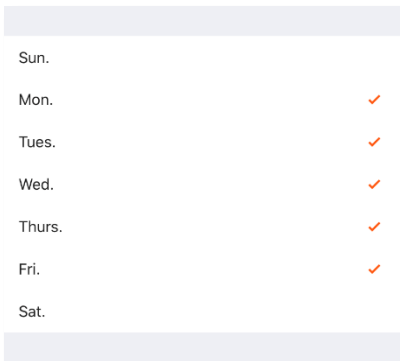 Sun.
Mon.
Tues.
Wed.
Thurs.
Fri.
Sat.